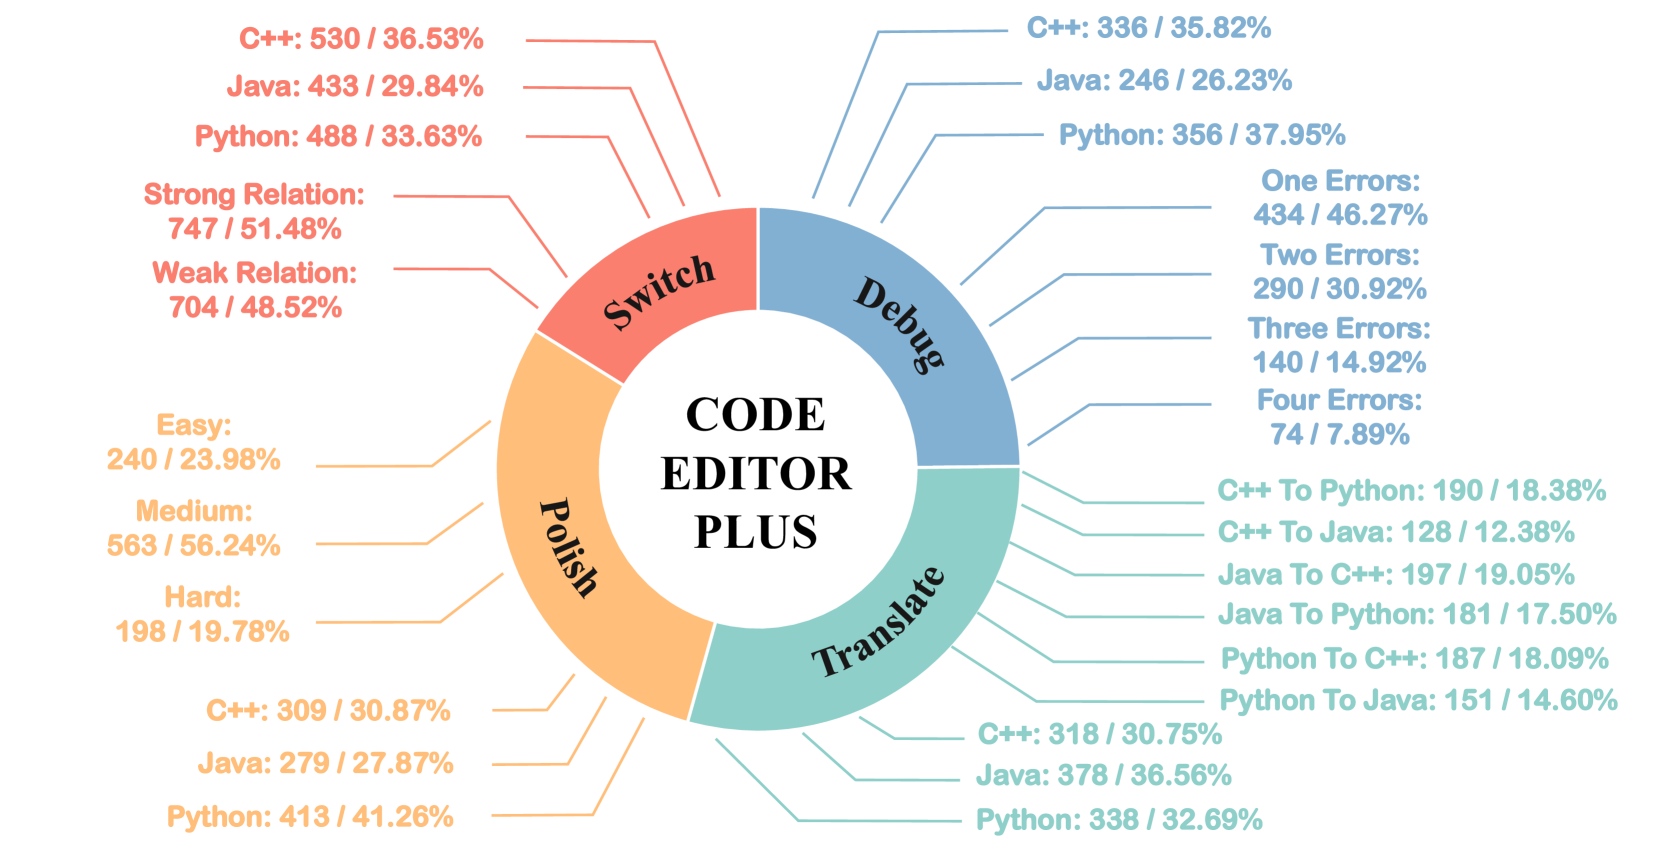 C++: 530 / 36.53%
Java: 433 / 29.84%
Python: 488 / 33.63%
Strong Relation:
747 / 51.48%
Weak Relation:
704 / 48.52%
C++: 336 / 35.82%
Java: 246 / 26.23%
Python: 356 / 37.95%
One Errors:
434 / 46.27%
Two Errors:
290 / 30.92%
Three Errors:
140 / 14.92%
Four Errors:
74 / 7.89%
Switch
Debug
CODE
EDITOR
PLUS
Polish
Translate
Easy:
240 / 23.98%
Medium:
563 / 56.24%
Hard:
198 / 19.78%
C++: 309 / 30.87%
Java: 279 / 27.87%
Python: 413 / 41.26%
C++ To Python: 190 / 18.38%
C++ To Java: 128 / 12.38%
Java To C++: 197 / 19.05%
Java To Python: 181 / 17.50%
Python To C++: 187 / 18.09%
Python To Java: 151 / 14.60%
C++: 318 / 30.75%
Java: 378 / 36.56%
Python: 338 / 32.69%